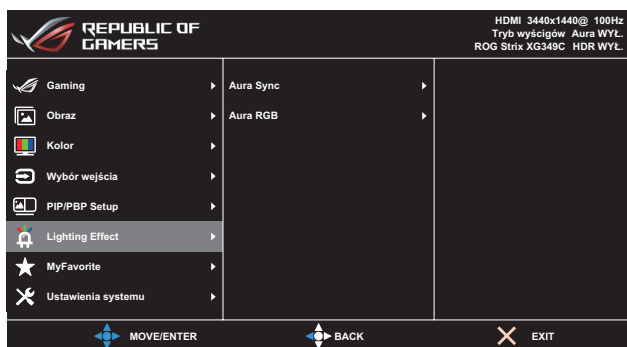 REPUBLIC OF
GAMERS
HDMI 3440x1440@ 100Hz
Tryb wyścigów Aura WYŁ.
ROG Strix XG349C HDR WYŁ.
Gaming
Obraz
Kolor
Wybór wejścia
PIP/PBP Setup
Lighting Effect
MyFavorite
Ustawienia systemu
Aura Sync
Aura RGB
MOVE/ENTER
BACK
EXIT